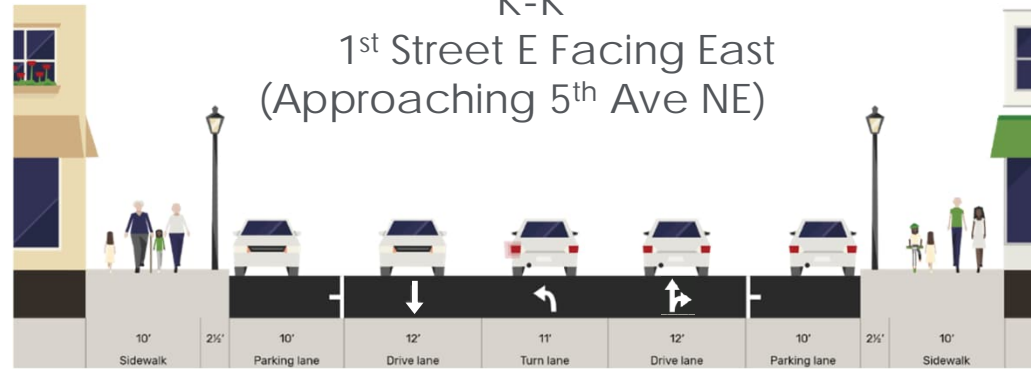 K-K
1st Street E Facing East
(Approaching 5th Ave NE)
10' 2½' 10' 12' 11' 12' 10' 2½' 10'
Sidewalk Parking lane Drive lane Turn lane Drive lane Parking lane Sidewalk